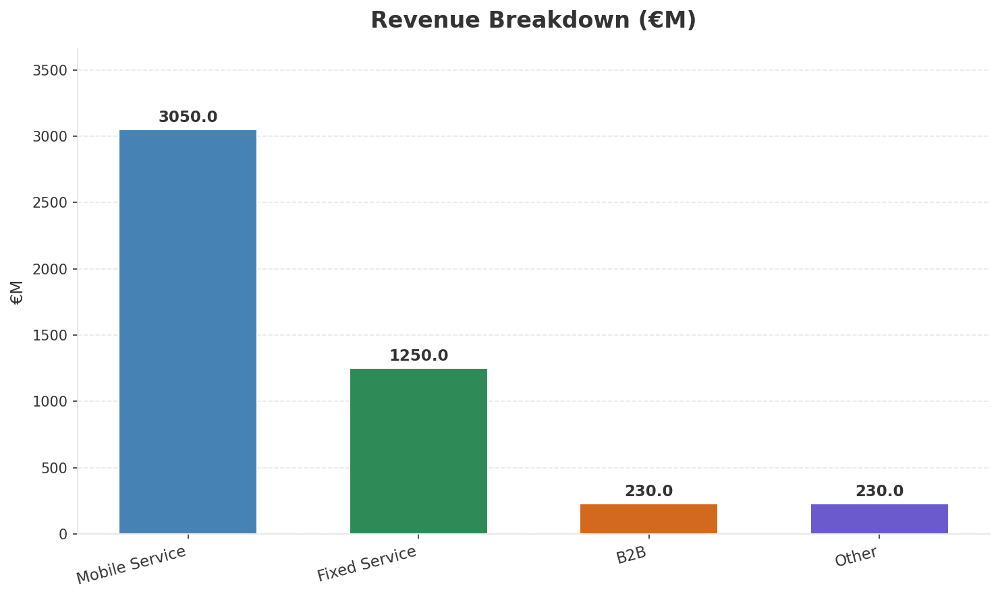 Revenue Breakdown (€M)
€M
3500
3000
2500
2000
1500
1000
500
0
3050.0
1250.0
230.0
230.0
Mobile Service
Fixed Service
B2B
Other